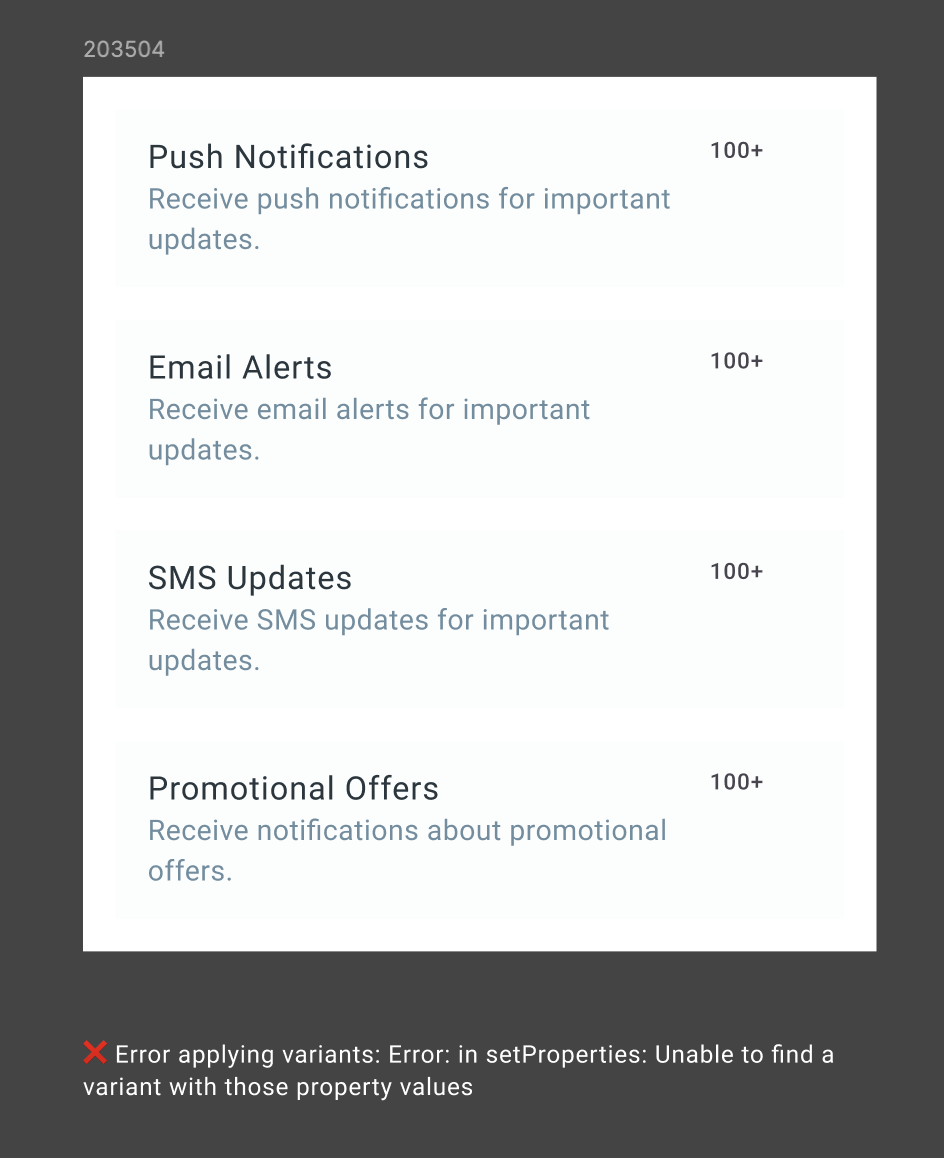 203504
Push Notifications
100+
Receive push notifications for important
updates.
Email Alerts
100+
Receive email alerts for important
updates.
SMS Updates
100+
Receive SMS updates for important
updates.
Promotional Offers
100+
Receive notifications about promotional
offers.
❌ Error applying variants: Error: in setProperties: Unable to find a
variant with those property values